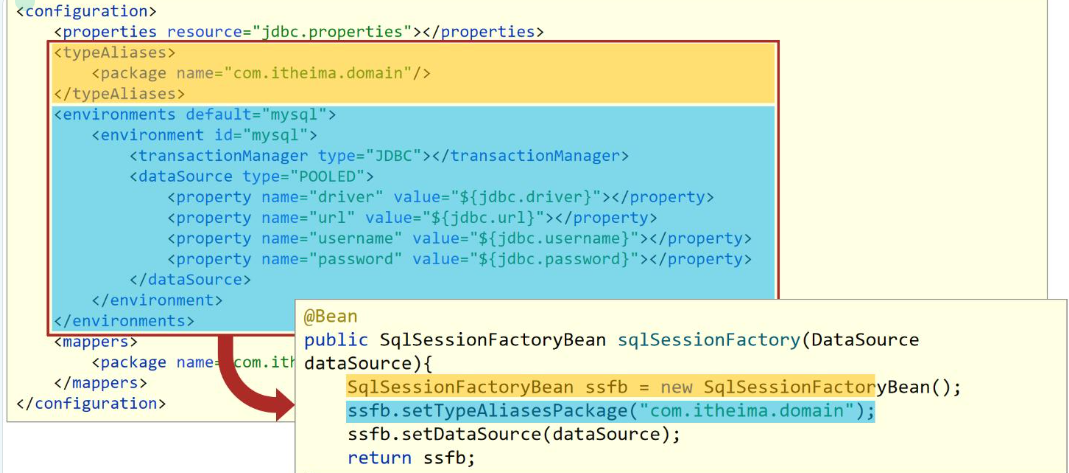 <configuration>
<properties resource="jdbc.properties"></properties>
<typeAliases>
<package name="com.itheima.domain"/>
</typeAliases>
<environments default="mysql">
<environment id="mysql">
<transactionManager type="JDBC"></transactionManager>
<dataSource type="POOLED">
<property name="driver" value="${jdbc.driver}"></property>
<property name="url" value="${jdbc.url}"></property>
<property name="username" value="${jdbc.username}"></property>
<property name="password" value="${jdbc.password}"></property>
</dataSource>
</environment>
</environments>
<mappers>
<package name=
</mappers>
</configuration>
@Bean
public SqlSessionFactoryBean sqlSessionFactory(DataSource
dataSource){
SqlSessionFactoryBean ssfb = new SqlSessionFactoryBean();
ssfb.setTypeAliasesPackage("com.itheima.domain");
ssfb.setDataSource(dataSource);
return ssfb;